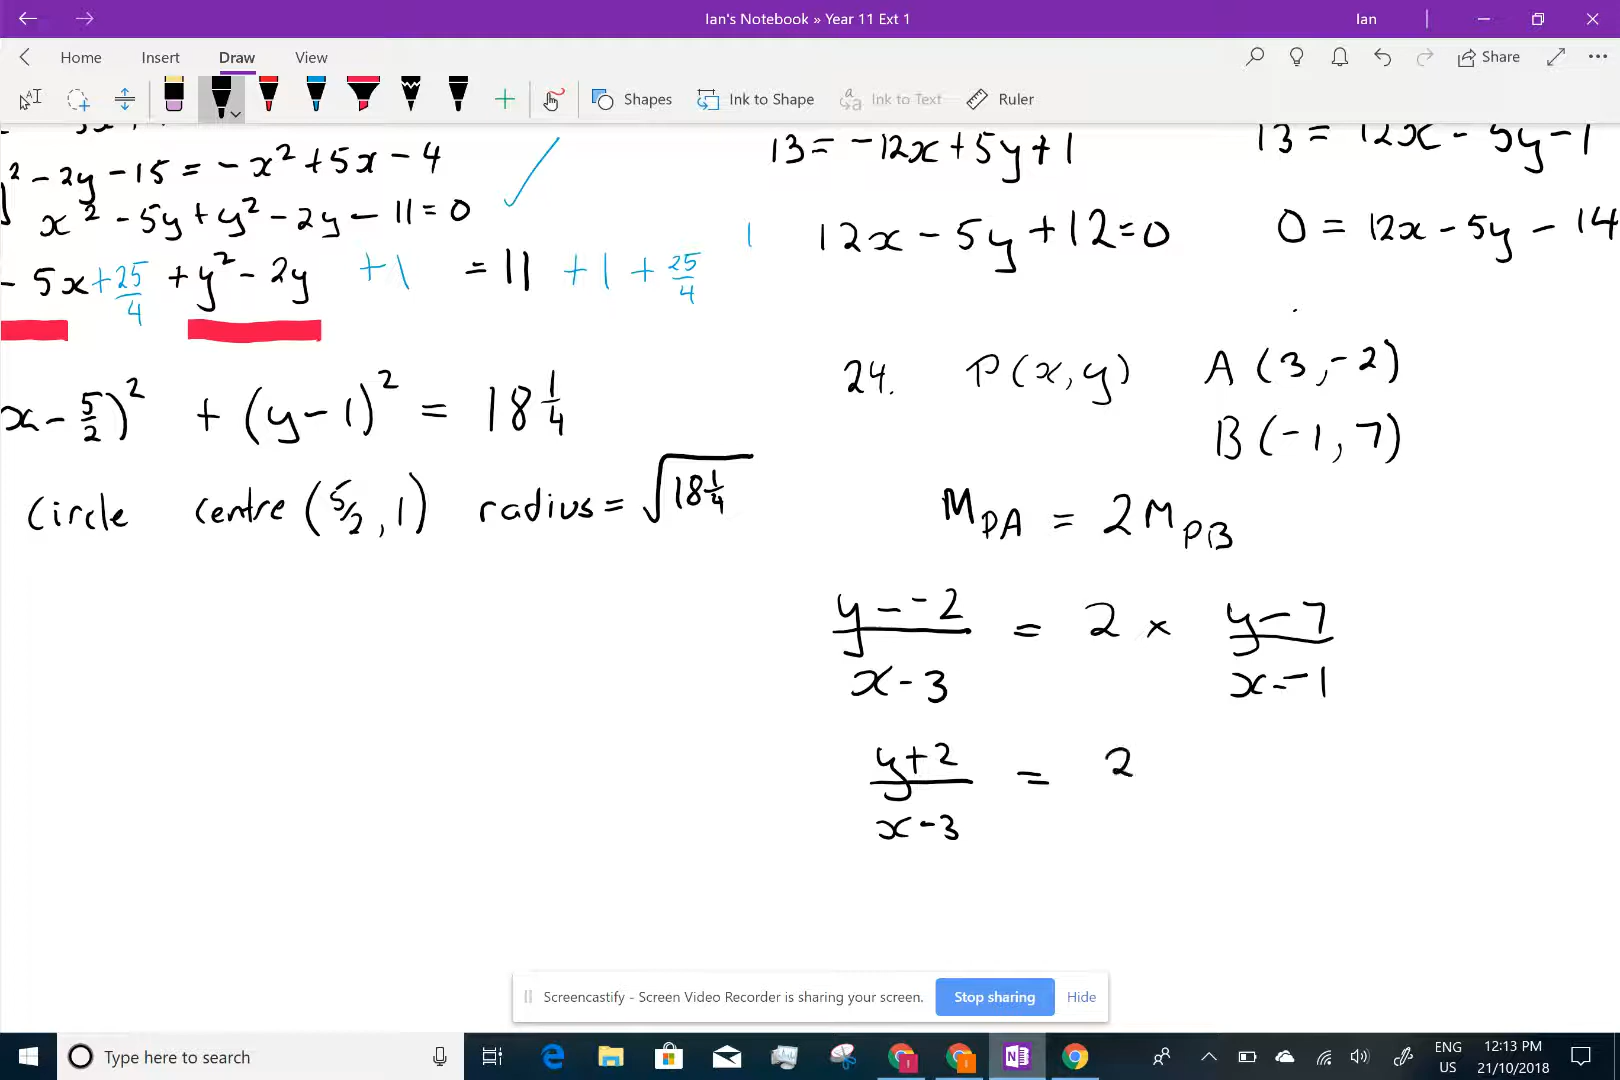 Ian's Notebook » Year 11 Ext 1
Ian
Home Insert Draw View
Share
Shapes Ink to Shape Ink to Text Ruler
² - 2y - 15 = -x² + 5x - 4
x² - 5y + y² - 2y - 11 = 0
- 5x + 25/4 + y² - 2y + 1 = 11 + 1 + 25/4
x - 5/2)² + (y - 1)² = 18 1/4
Circle centre (5/2, 1) radius = √18 1/4
13 = -12x + 5y + 1
13 = 12x - 5y - 1
1
12x - 5y + 12 = 0
0 = 12x - 5y - 14
24. P(x, y) A (3, -2)
B (-1, 7)
M_PA = 2M_PB
y - -2 / x - 3 = 2 × y - 7 / x - -1
y + 2 / x - 3 = 2
Screencastify - Screen Video Recorder is sharing your screen.
Stop sharing
Hide
Type here to search
ENG
US
12:13 PM
21/10/2018